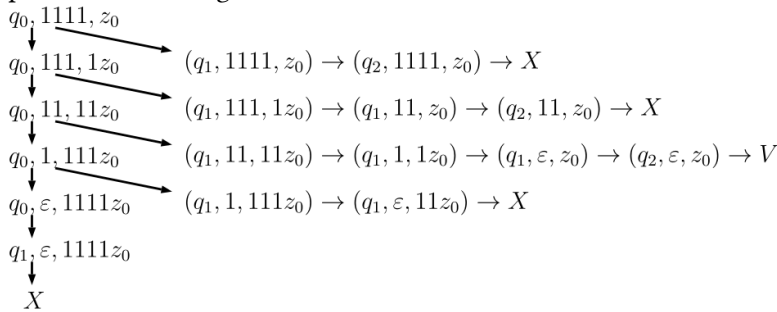 q₀, 1111, z₀
(q₁, 1111, z₀) → (q₂, 1111, z₀) → X
q₀, 111, 1z₀
(q₁, 111, 1z₀) → (q₁, 11, z₀) → (q₂, 11, z₀) → X
q₀, 11, 11z₀
(q₁, 11, 11z₀) → (q₁, 1, 1z₀) → (q₁, ε, z₀) → (q₂, ε, z₀) → V
q₀, 1, 111z₀
(q₁, 1, 111z₀) → (q₁, ε, 11z₀) → X
q₀, ε, 1111z₀
q₁, ε, 1111z₀
X